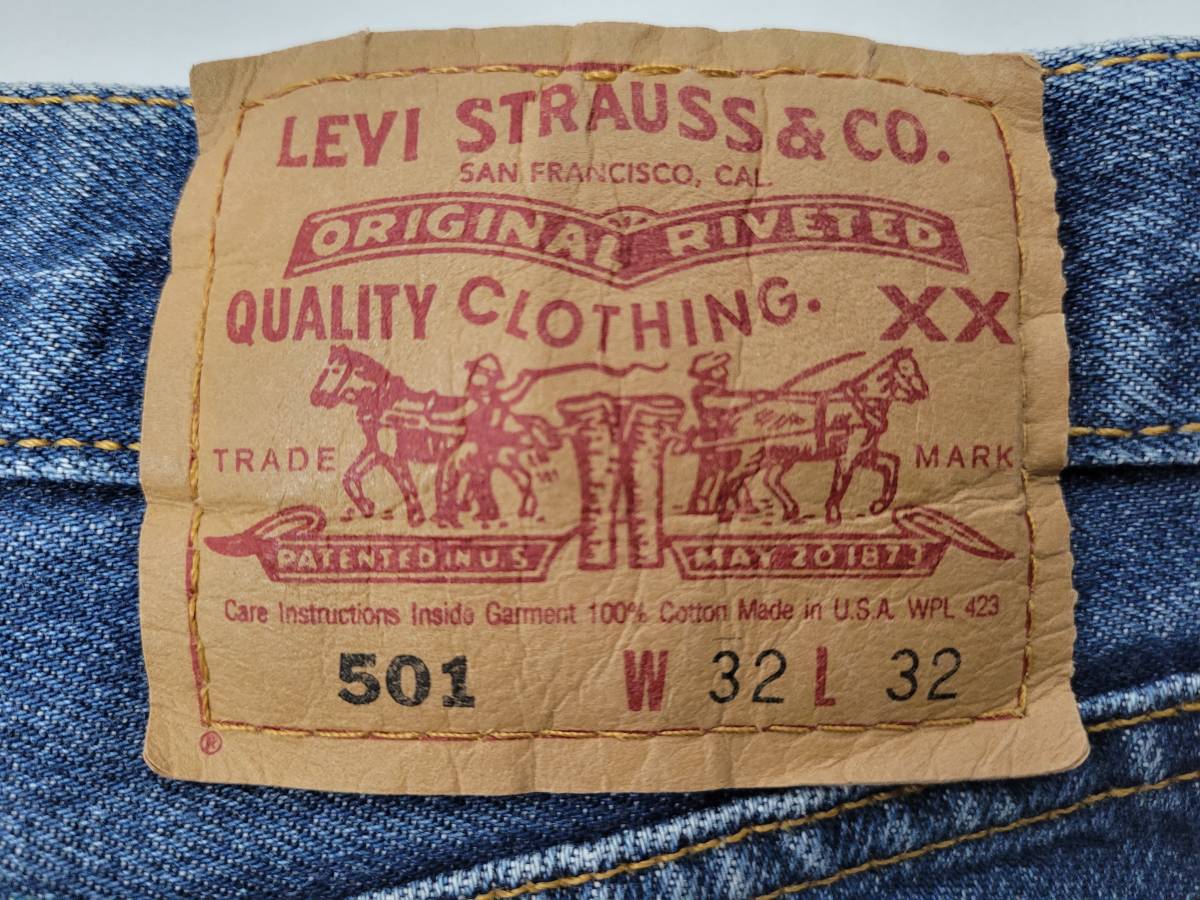 LEVI STRAUSS & CO.
SAN FRANCISCO, CAL.
ORIGINAL RIVETED
QUALITY CLOTHING. XX
TRADE MARK
PATENTED IN U.S MAY 20 1873
Care Instructions Inside Garment 100% Cotton Made in U.S.A. WPL 423
501 W 32 L 32
®